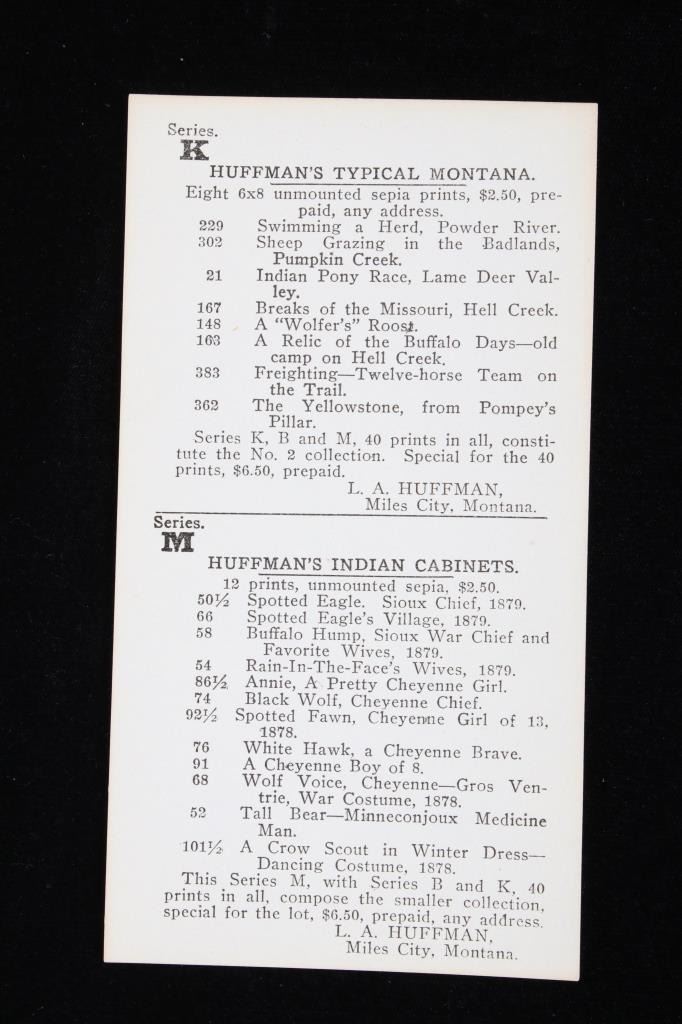 Series.
K
HUFFMAN'S TYPICAL MONTANA.
Eight 6x8 unmounted sepia prints, $2.50, pre-
paid, any address.
229 Swimming a Herd, Powder River.
302 Sheep Grazing in the Badlands,
Pumpkin Creek.
21 Indian Pony Race, Lame Deer Val-
ley.
167 Breaks of the Missouri, Hell Creek.
148 A "Wolfer's" Roost.
163 A Relic of the Buffalo Days—old
camp on Hell Creek.
383 Freighting—Twelve-horse Team on
the Trail.
362 The Yellowstone, from Pompey's
Pillar.
Series K, B and M, 40 prints in all, consti-
tute the No. 2 collection. Special for the 40
prints, $6.50, prepaid.
L. A. HUFFMAN,
Miles City, Montana.
Series.
M
HUFFMAN'S INDIAN CABINETS.
12 prints, unmounted sepia, $2.50.
50½ Spotted Eagle. Sioux Chief, 1879.
66 Spotted Eagle's Village, 1879.
58 Buffalo Hump, Sioux War Chief and
Favorite Wives, 1879.
54 Rain-In-The-Face's Wives, 1879.
86½ Annie, A Pretty Cheyenne Girl.
74 Black Wolf, Cheyenne Chief.
92½ Spotted Fawn, Cheyenne Girl of 13,
1878.
76 White Hawk, a Cheyenne Brave.
91 A Cheyenne Boy of 8.
68 Wolf Voice, Cheyenne—Gros Ven-
trie, War Costume, 1878.
52 Tall Bear—Minneconjoux Medicine
Man.
101½ A Crow Scout in Winter Dress—
Dancing Costume, 1878.
This Series M, with Series B and K, 40
prints in all, compose the smaller collection,
special for the lot, $6.50, prepaid, any address.
L. A. HUFFMAN,
Miles City, Montana.